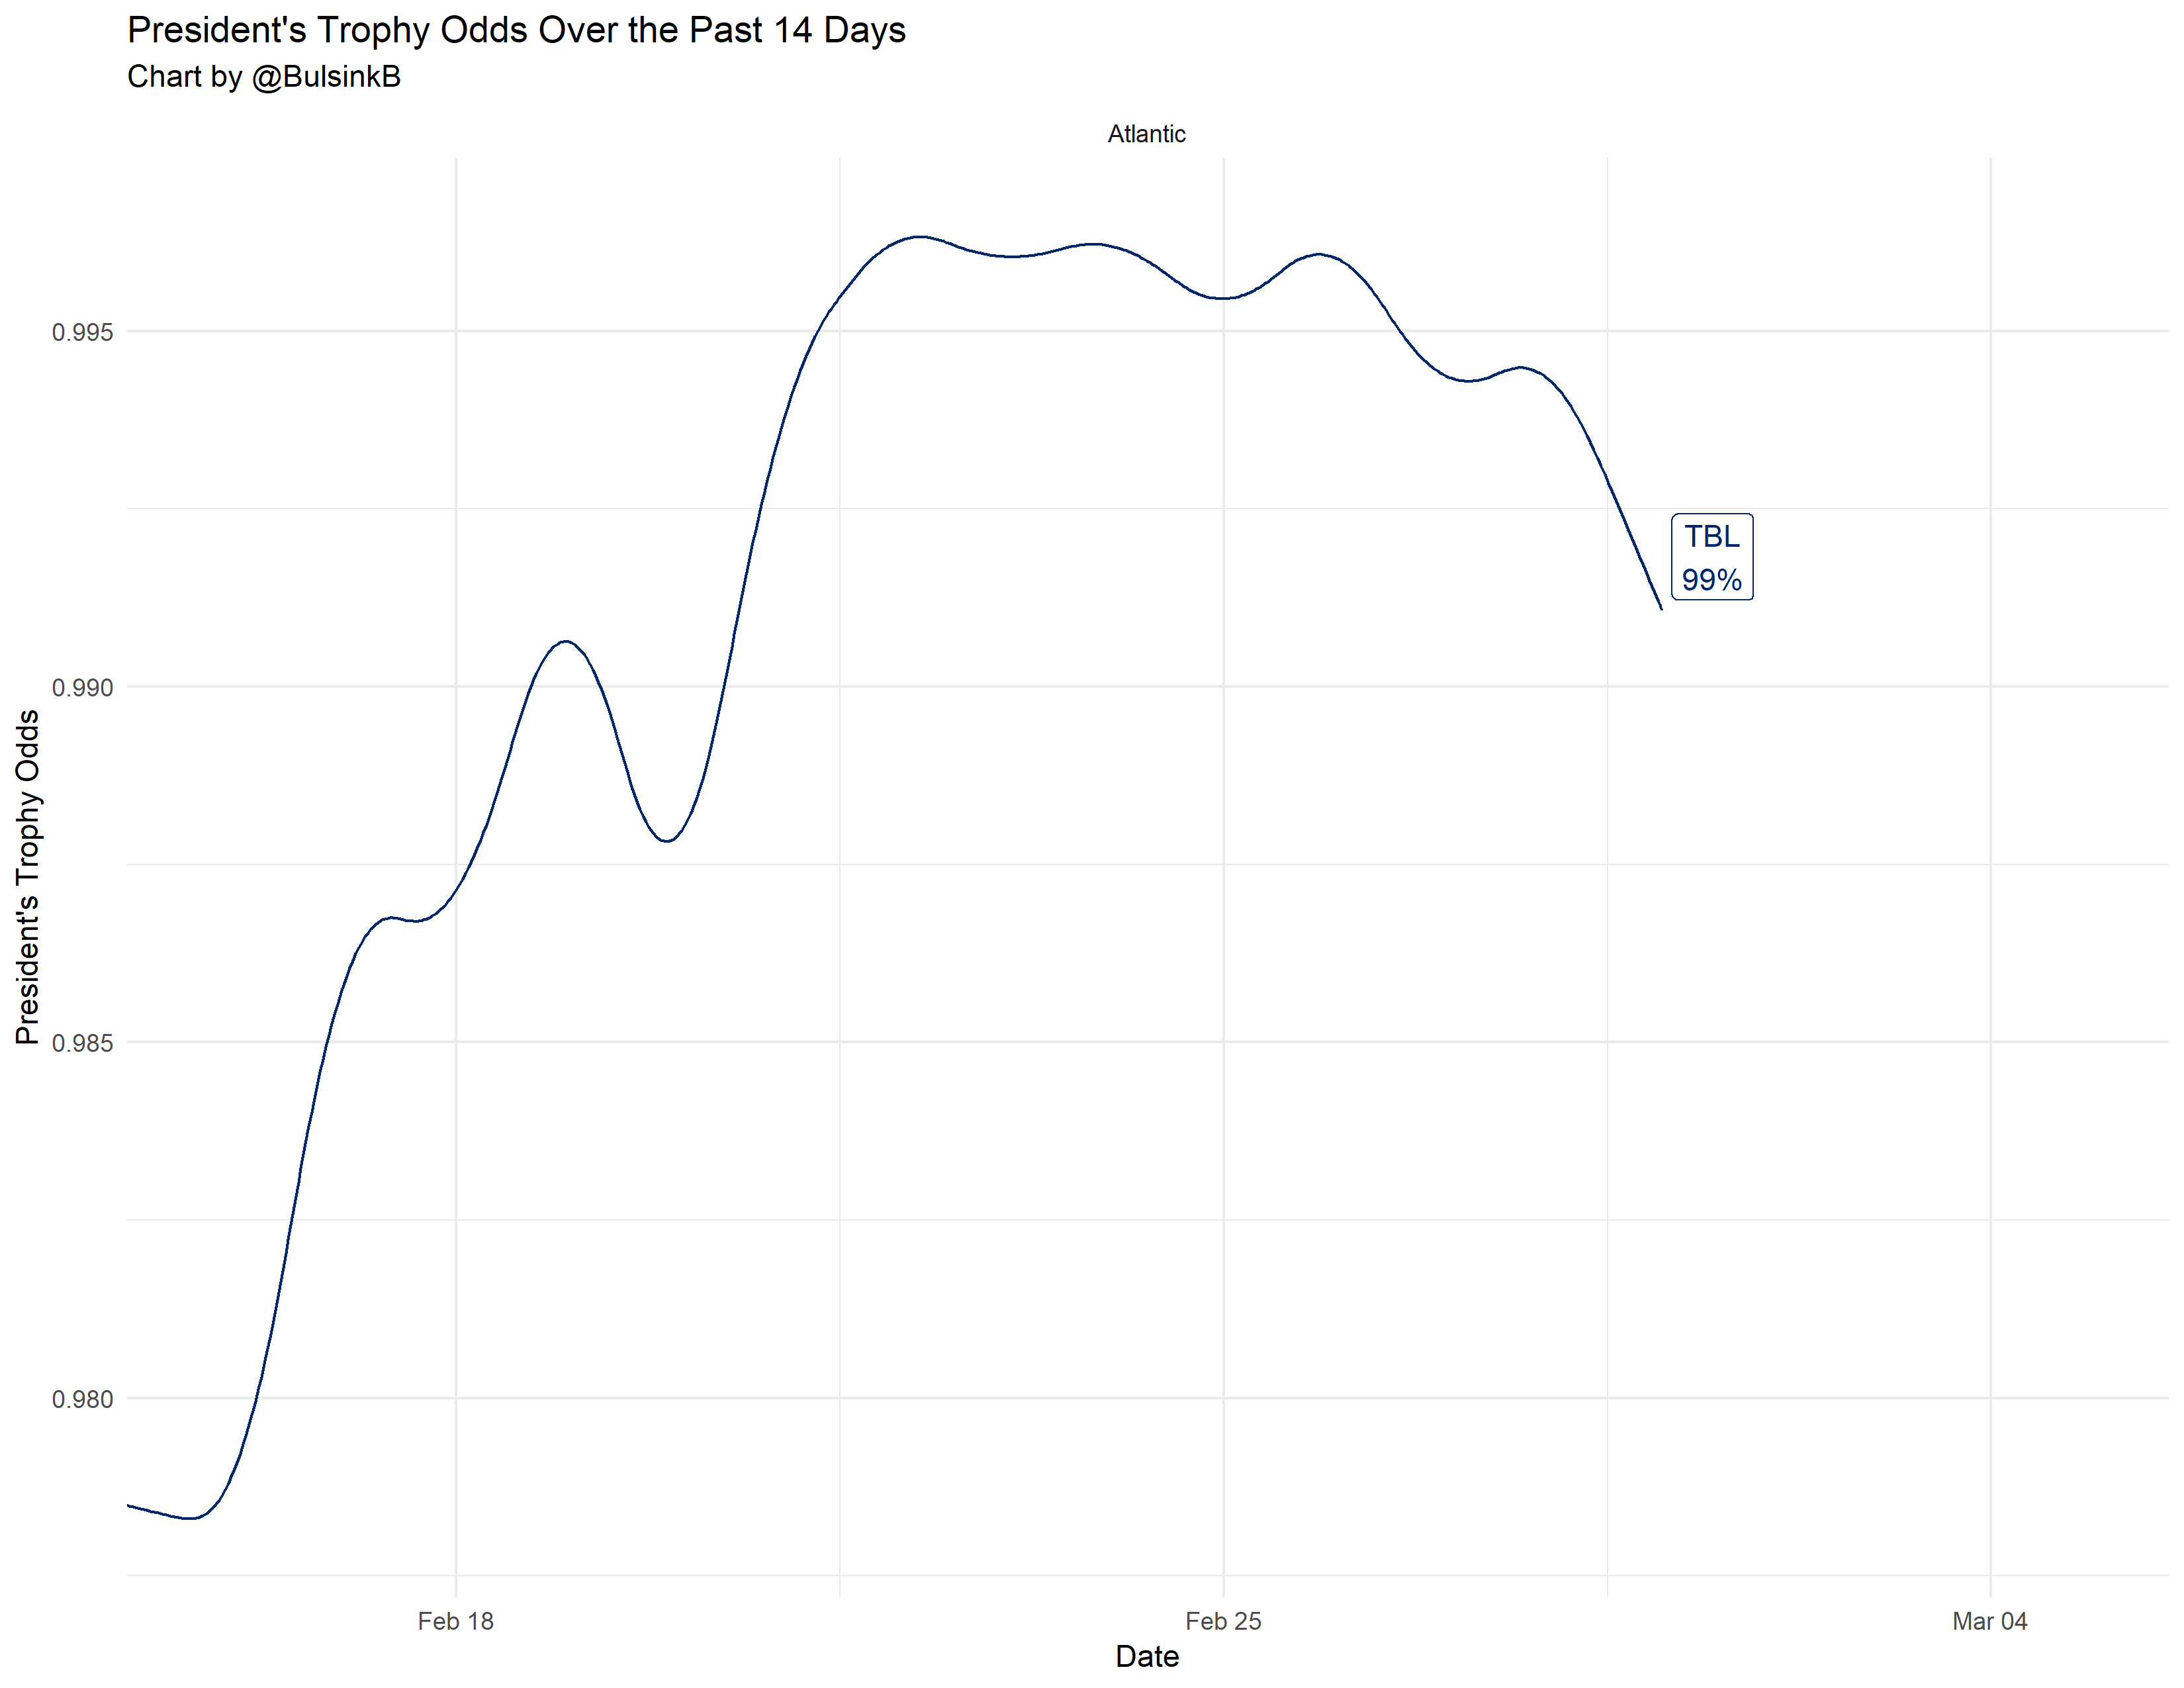 President's Trophy Odds Over the Past 14 Days
Chart by @BulsinkB
Atlantic
0.995
0.990
0.985
0.980
President's Trophy Odds
TBL
99%
Feb 18
Feb 25
Mar 04
Date